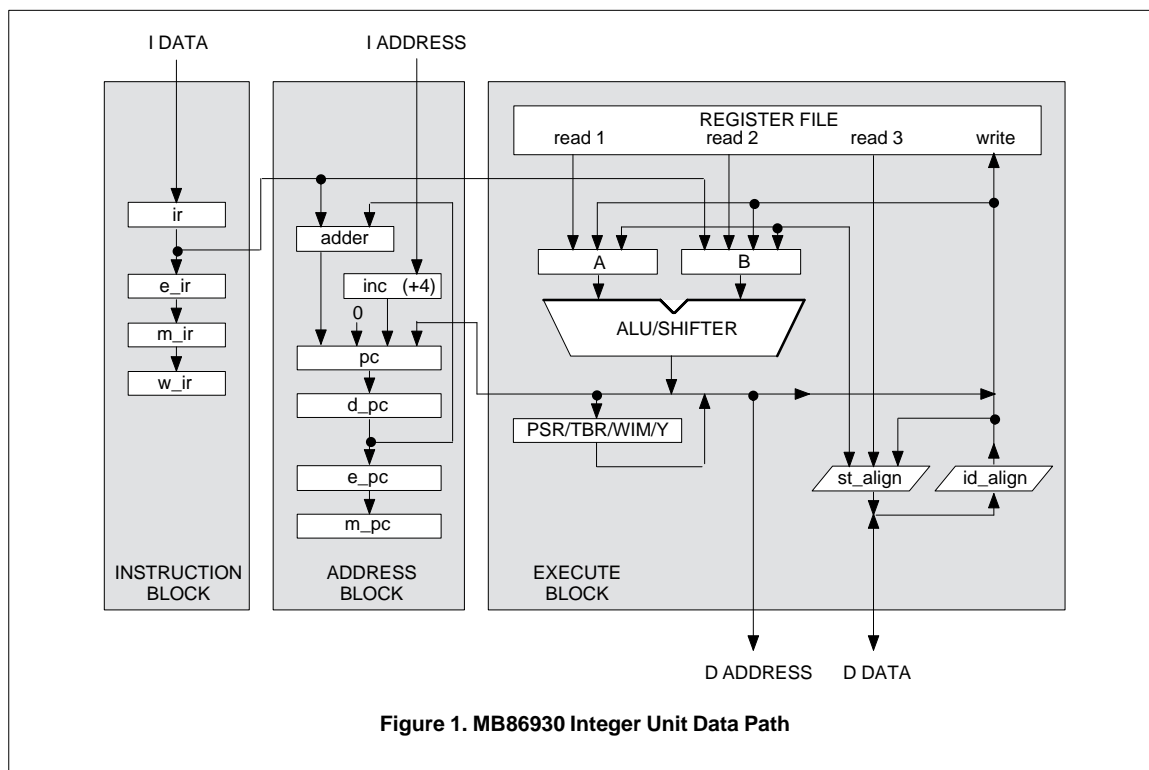 I DATA
I ADDRESS
REGISTER FILE
read 1 read 2 read 3 write
ir
adder
e_ir
A B
inc (+4)
m_ir
0
ALU/SHIFTER
pc
w_ir
d_pc
PSR/TBR/WIM/Y
e_pc
st_align
id_align
m_pc
INSTRUCTION
BLOCK
ADDRESS
BLOCK
EXECUTE
BLOCK
D ADDRESS
D DATA
Figure 1. MB86930 Integer Unit Data Path